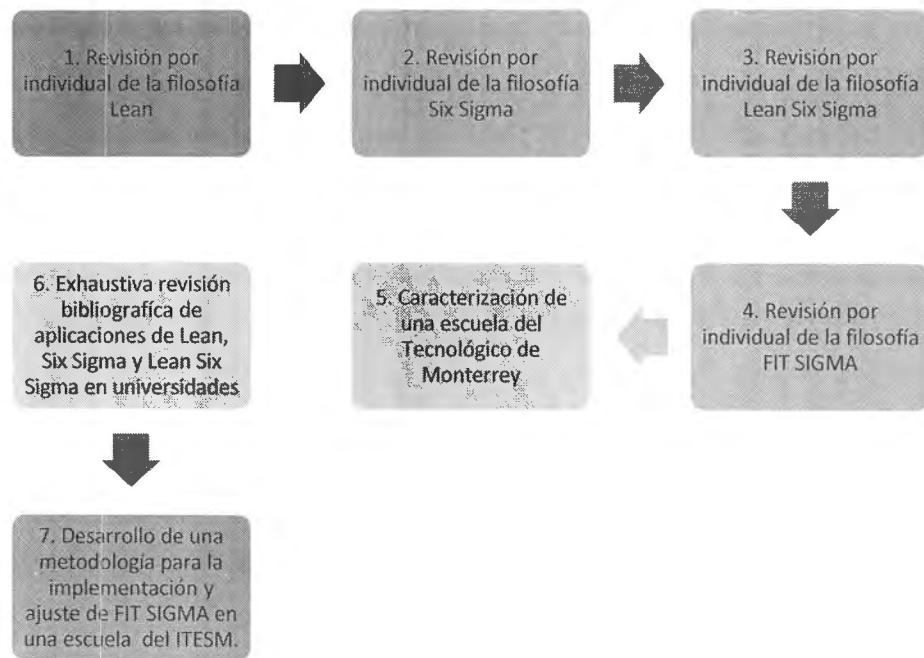 1. Revisión por
individual de la filosofía
Lean
2. Revisión por
individual de la filosofía
Six Sigma
3. Revisión por
individual de la filosofía
Lean Six Sigma
4. Revisión por
individual de la filosofía
FIT SIGMA
5. Caracterización de
una escuela del
Tecnológico de
Monterrey
6. Exhaustiva revisión
bibliografíca de
aplicaciones de Lean,
Six Sigma y Lean Six
Sigma en universidades
7. Desarrollo de una
metodología para la
implementación y
ajuste de FIT SIGMA en
una escuela del ITESM.